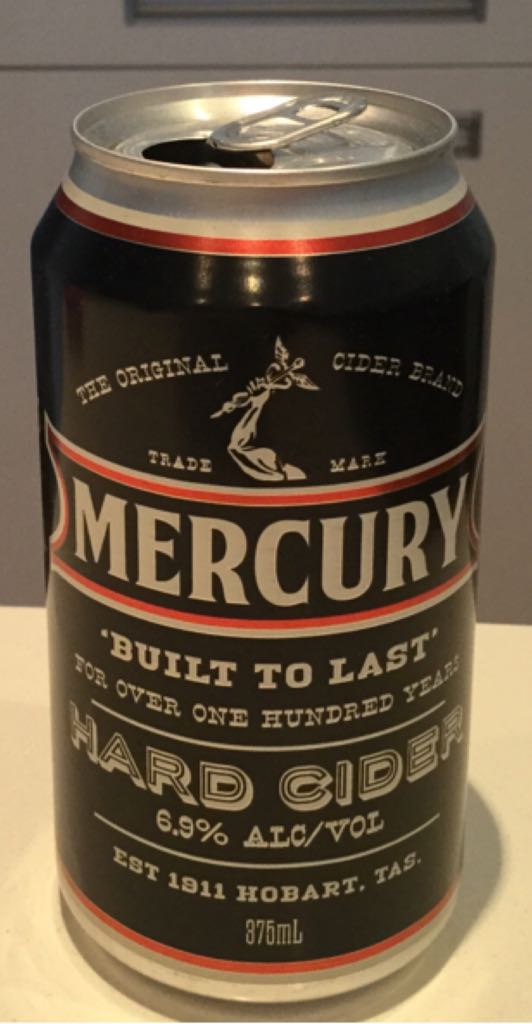 THE ORIGINAL CIDER BRAND
TRADE MARK
MERCURY
'BUILT TO LAST'
FOR OVER ONE HUNDRED YEARS
HARD CIDER
6.9% ALC/VOL
EST 1911 HOBART. TAS.
375mL